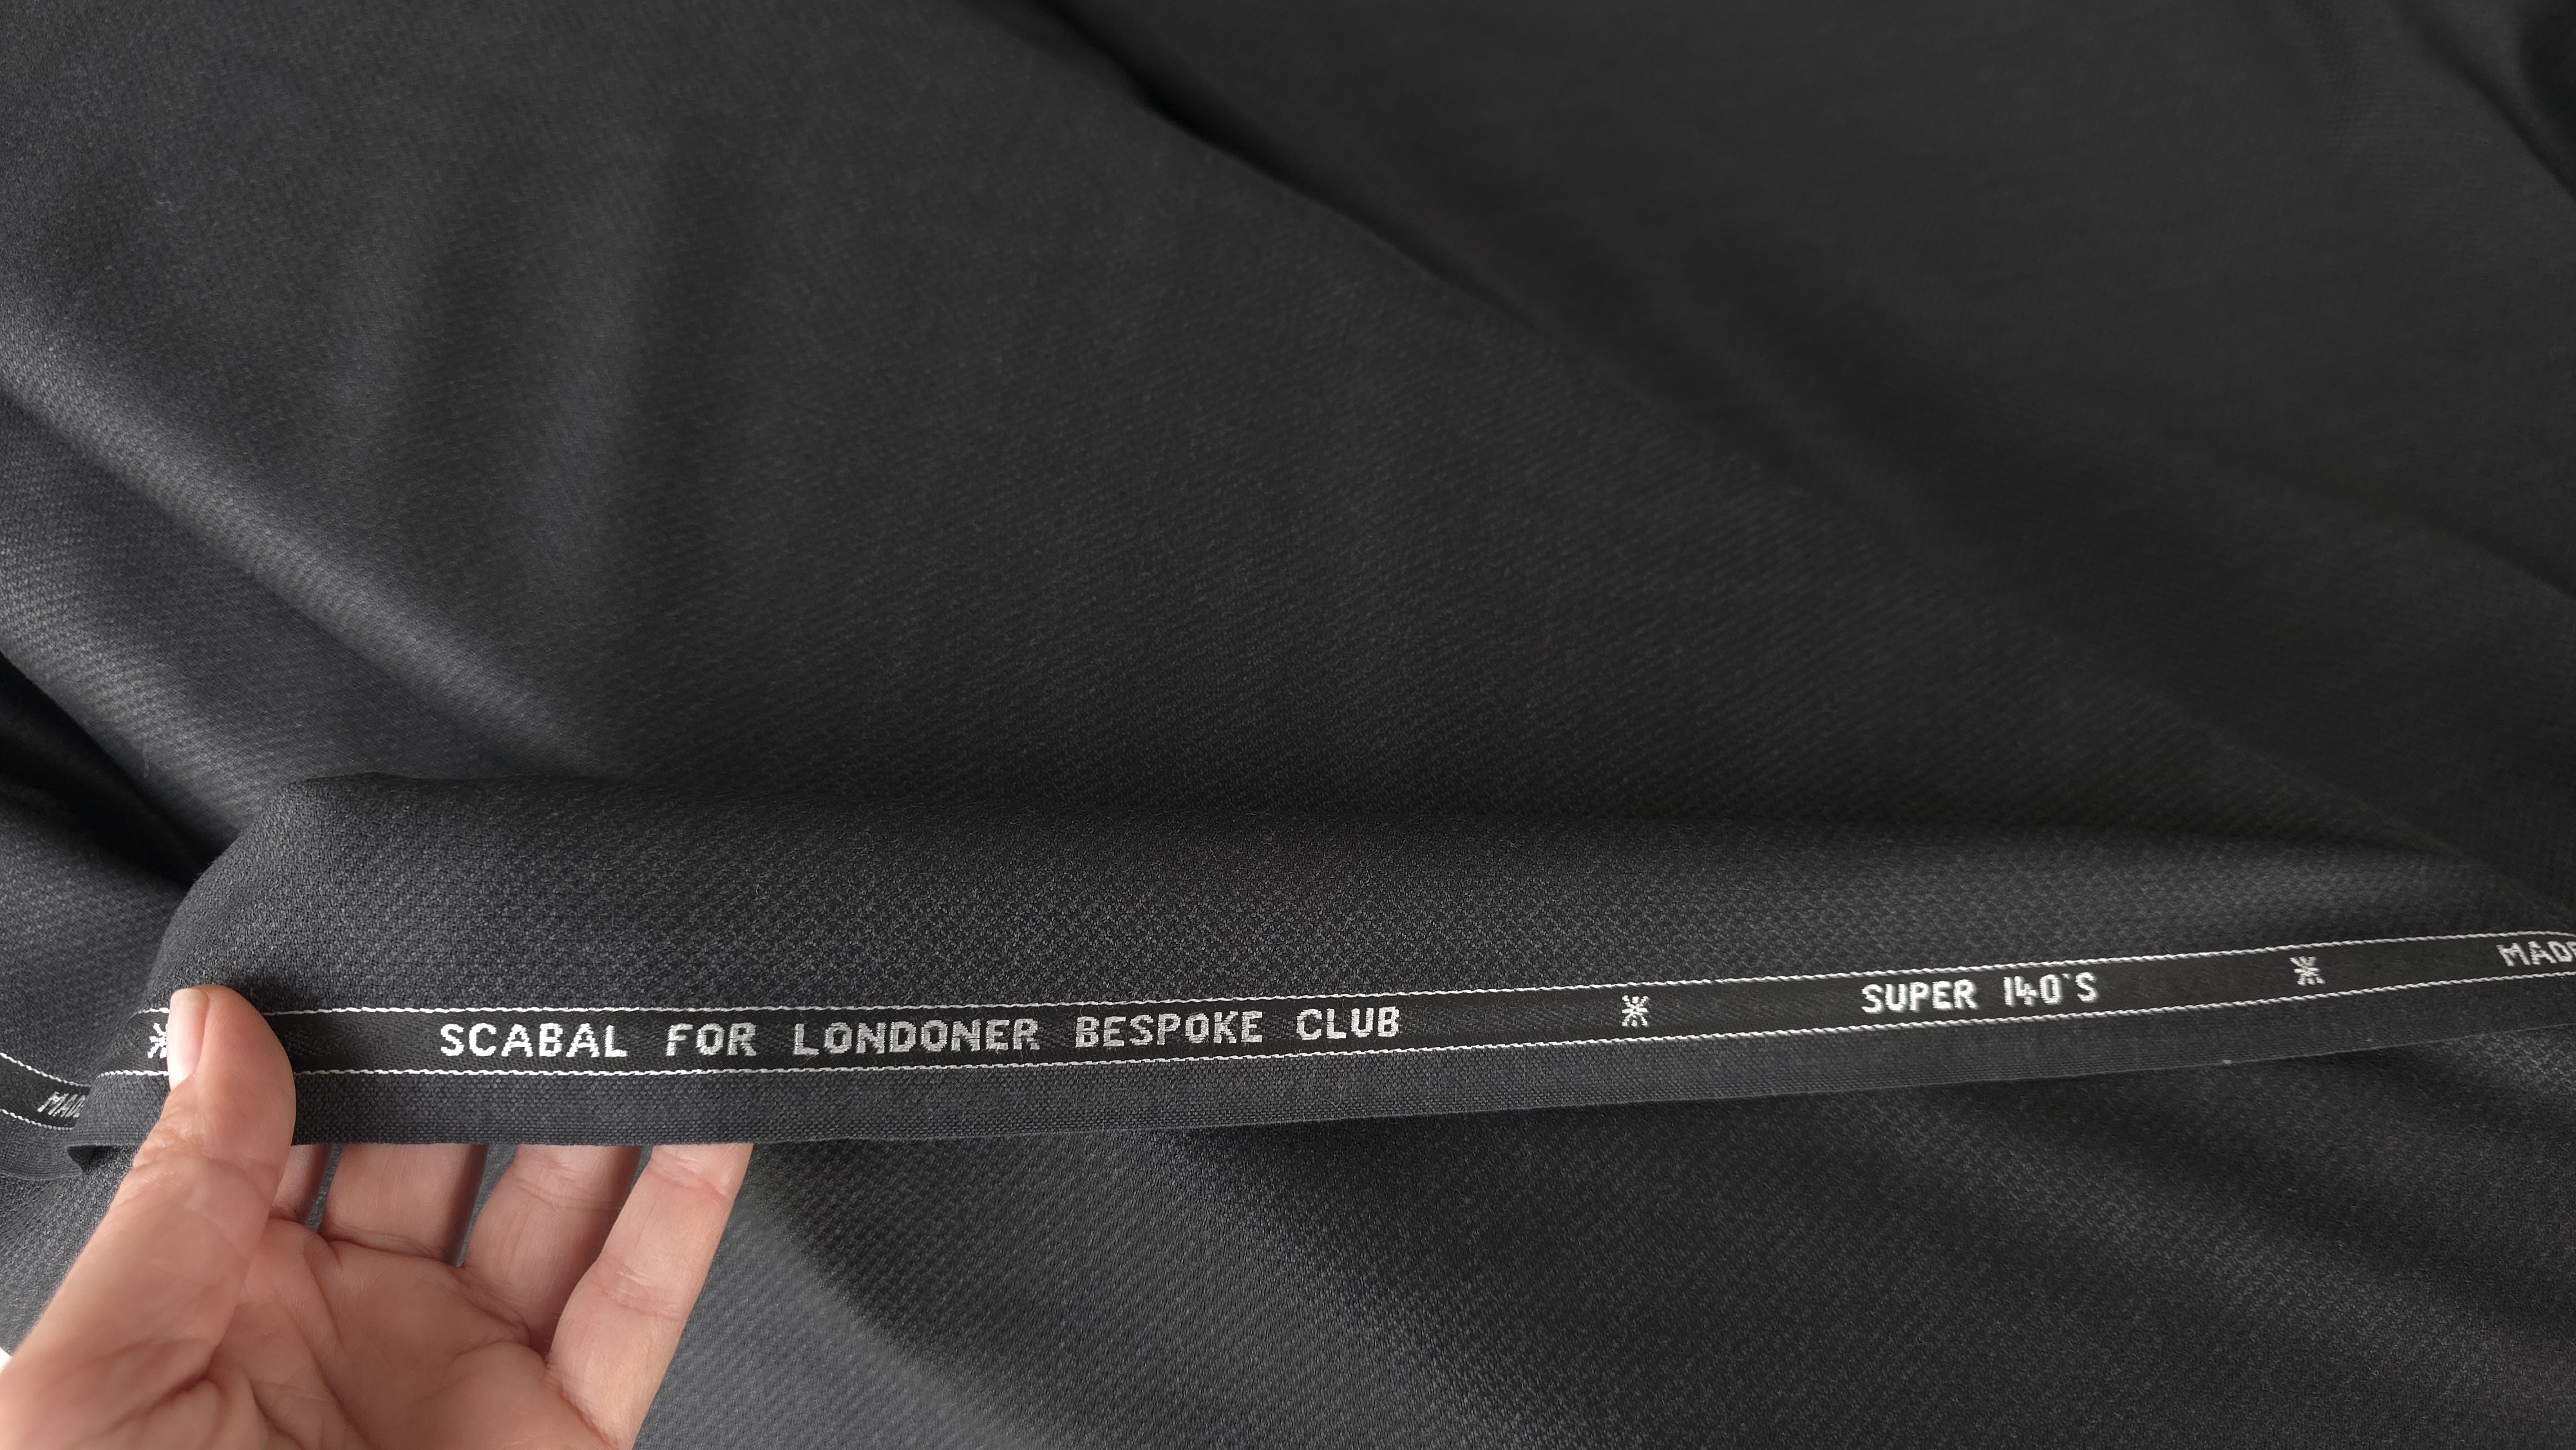 SCABAL FOR LONDONER BESPOKE CLUB SUPER 140'S